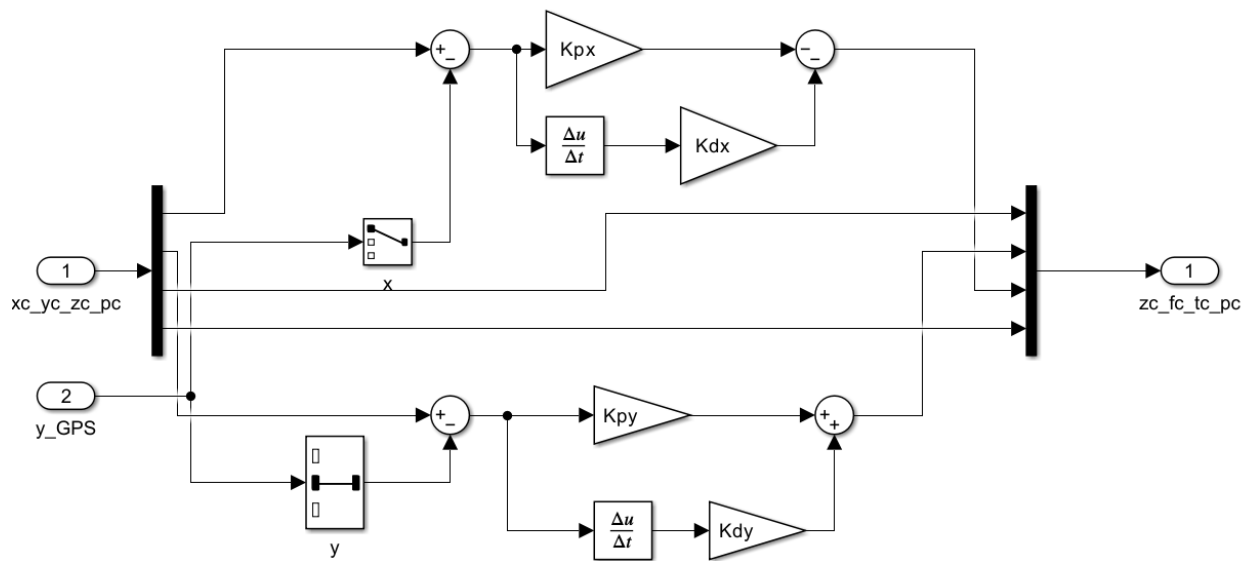 +
−
Kpx
−
−
Δu
Δt
Kdx
x
1
xc_yc_zc_pc
1
zc_fc_tc_pc
2
y_GPS
+
−
Kpy
+
+
y
Δu
Δt
Kdy